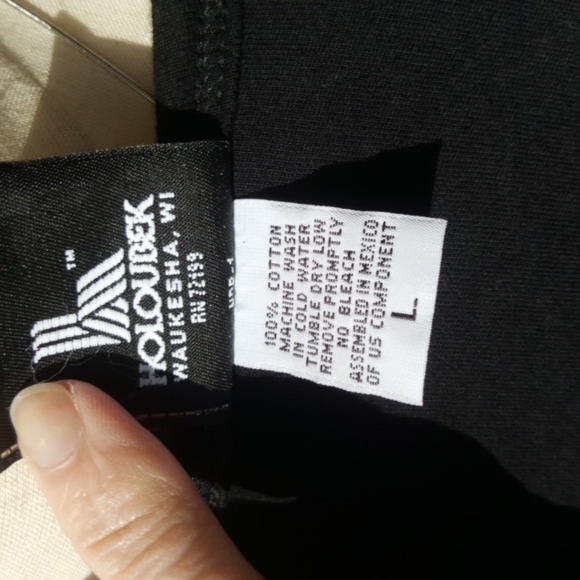 ™
HOLOUBEK
WAUKESHA, WI
RN 72199
100% COTTON
MACHINE WASH
IN COLD WATER
TUMBLE DRY LOW
REMOVE PROMPTLY
NO BLEACH
ASSEMBLED IN MEXICO
OF US COMPONENT
L